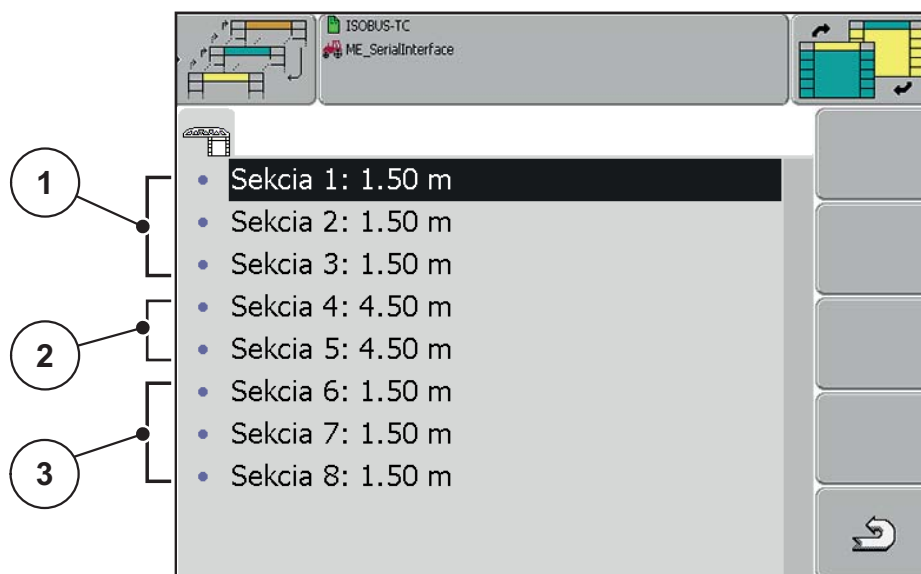 ISOBUS-TC
ME_SerialInterface
1
Sekcia 1: 1.50 m
Sekcia 2: 1.50 m
Sekcia 3: 1.50 m
2
Sekcia 4: 4.50 m
Sekcia 5: 4.50 m
3
Sekcia 6: 1.50 m
Sekcia 7: 1.50 m
Sekcia 8: 1.50 m